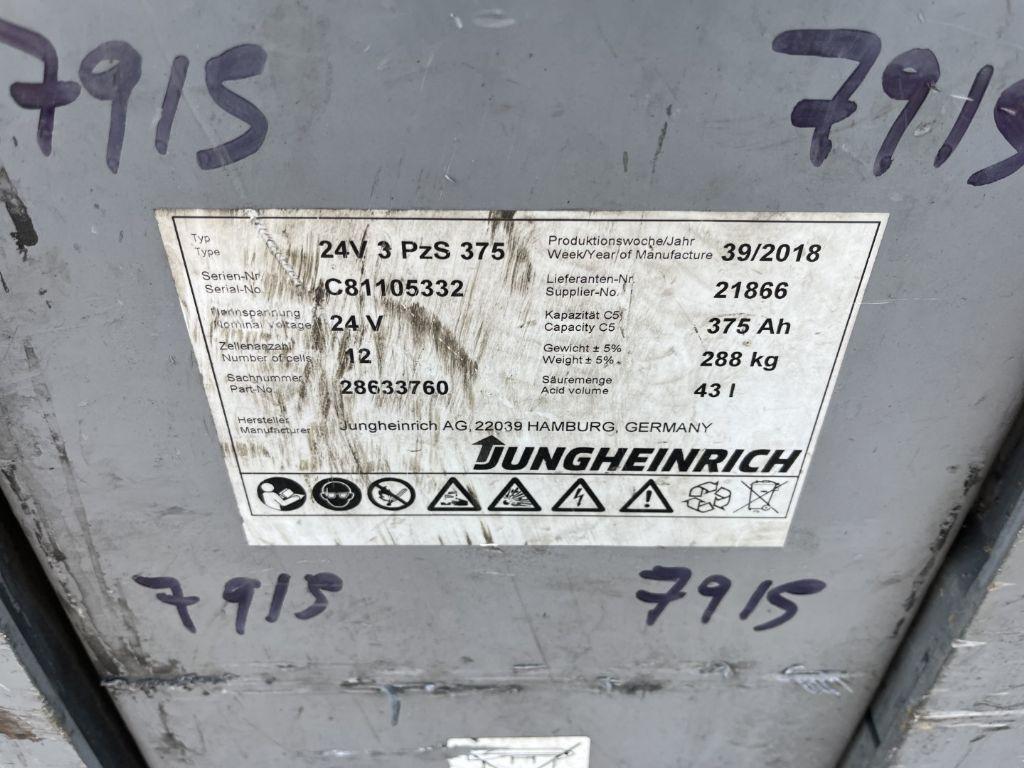 7915 7915
Typ
Type 24V 3 PzS 375
Produktionswoche/Jahr
Week/Year of Manufacture 39/2018
Serien-Nr.
Serial-No. C81105332
Lieferanten-Nr.
Supplier-No. 21866
Nennspannung
Nominal voltage 24 V
Kapazität C5
Capacity C5 375 Ah
Zellenanzahl
Number of cells 12
Gewicht ± 5%
Weight ± 5% 288 kg
Sachnummer
Part-No. 28633760
Säuremenge
Acid volume 43 l
Hersteller
Manufacturer Jungheinrich AG, 22039 HAMBURG, GERMANY
JUNGHEINRICH
7915 7915